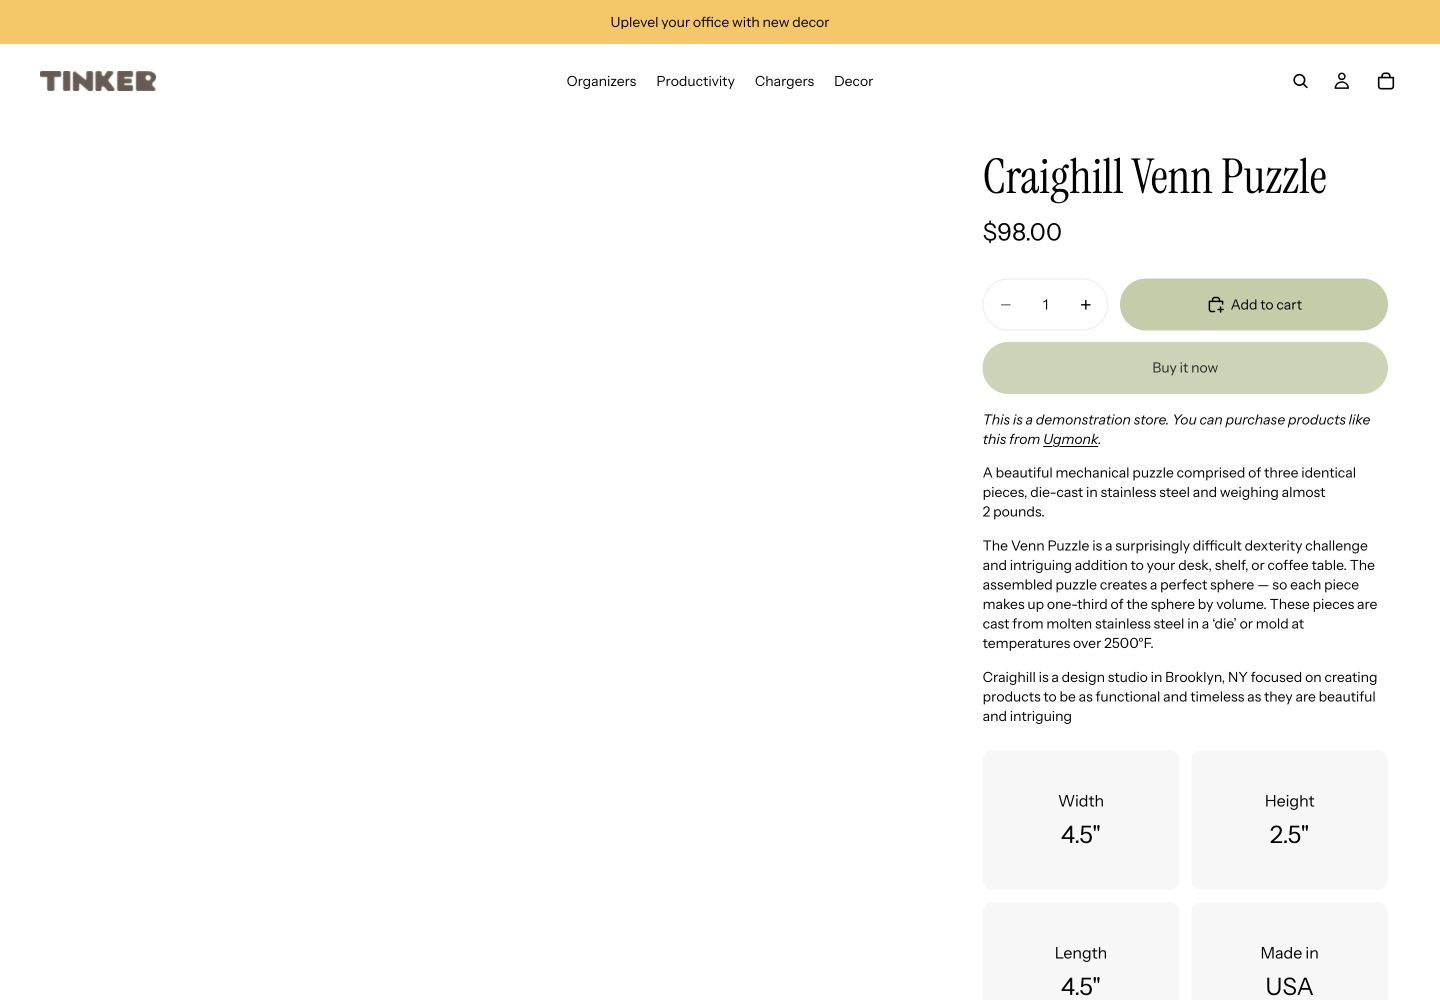 Uplevel your office with new decor
TINKER
Organizers Productivity Chargers Decor
Craighill Venn Puzzle
$98.00
− 1 +
Add to cart
Buy it now
This is a demonstration store. You can purchase products like
this from Ugmonk.
A beautiful mechanical puzzle comprised of three identical
pieces, die-cast in stainless steel and weighing almost
2 pounds.
The Venn Puzzle is a surprisingly difficult dexterity challenge
and intriguing addition to your desk, shelf, or coffee table. The
assembled puzzle creates a perfect sphere — so each piece
makes up one-third of the sphere by volume. These pieces are
cast from molten stainless steel in a ‘die’ or mold at
temperatures over 2500°F.
Craighill is a design studio in Brooklyn, NY focused on creating
products to be as functional and timeless as they are beautiful
and intriguing
Width
4.5"
Height
2.5"
Length
4.5"
Made in
USA